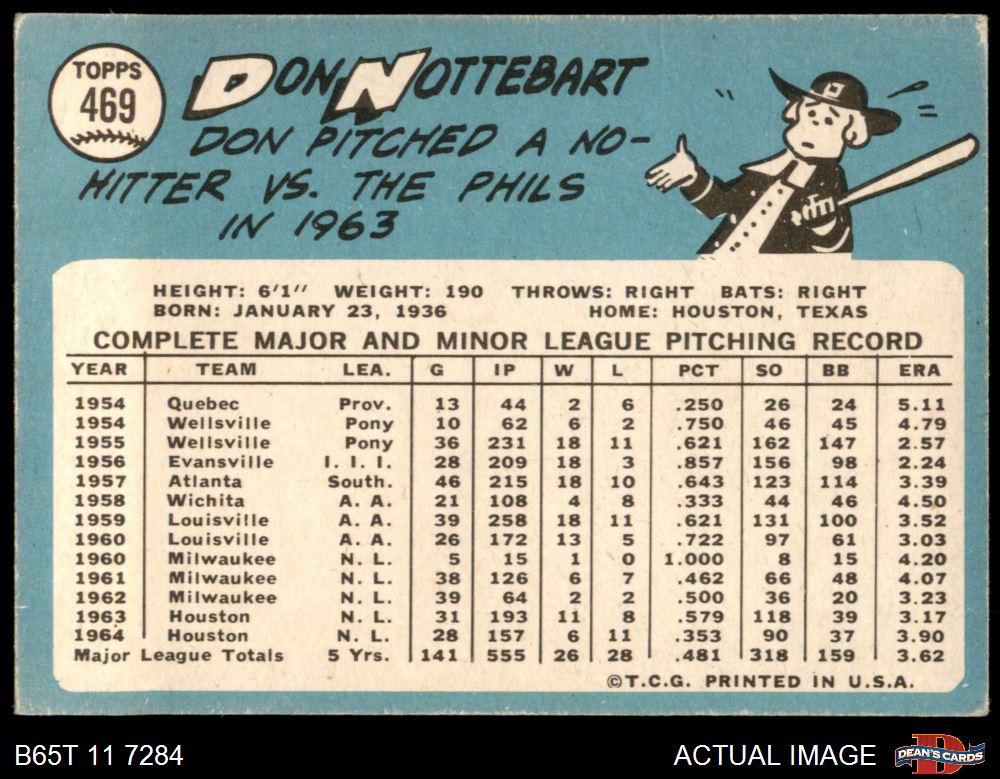 TOPPS
469
DON NOTTEBART
DON PITCHED A NO-
HITTER VS. THE PHILS
IN 1963
HEIGHT: 6'1" WEIGHT: 190 THROWS: RIGHT BATS: RIGHT
BORN: JANUARY 23, 1936 HOME: HOUSTON, TEXAS
COMPLETE MAJOR AND MINOR LEAGUE PITCHING RECORD
YEAR TEAM LEA. G IP W L PCT SO BB ERA
1954 Quebec Prov. 13 44 2 6 .250 26 24 5.11
1954 Wellsville Pony 10 62 6 2 .750 46 45 4.79
1955 Wellsville Pony 36 231 18 11 .621 162 147 2.57
1956 Evansville I. I. I. 28 209 18 3 .857 156 98 2.24
1957 Atlanta South. 46 215 18 10 .643 123 114 3.39
1958 Wichita A. A. 21 108 4 8 .333 44 46 4.50
1959 Louisville A. A. 39 258 18 11 .621 131 100 3.52
1960 Louisville A. A. 26 172 13 5 .722 97 61 3.03
1960 Milwaukee N. L. 5 15 1 0 1.000 8 15 4.20
1961 Milwaukee N. L. 38 126 6 7 .462 66 48 4.07
1962 Milwaukee N. L. 39 64 2 2 .500 36 20 3.23
1963 Houston N. L. 31 193 11 8 .579 118 39 3.17
1964 Houston N. L. 28 157 6 11 .353 90 37 3.90
Major League Totals 5 Yrs. 141 555 26 28 .481 318 159 3.62
©T.C.G. PRINTED IN U.S.A.
B65T 11 7284 ACTUAL IMAGE DEAN'S CARDS